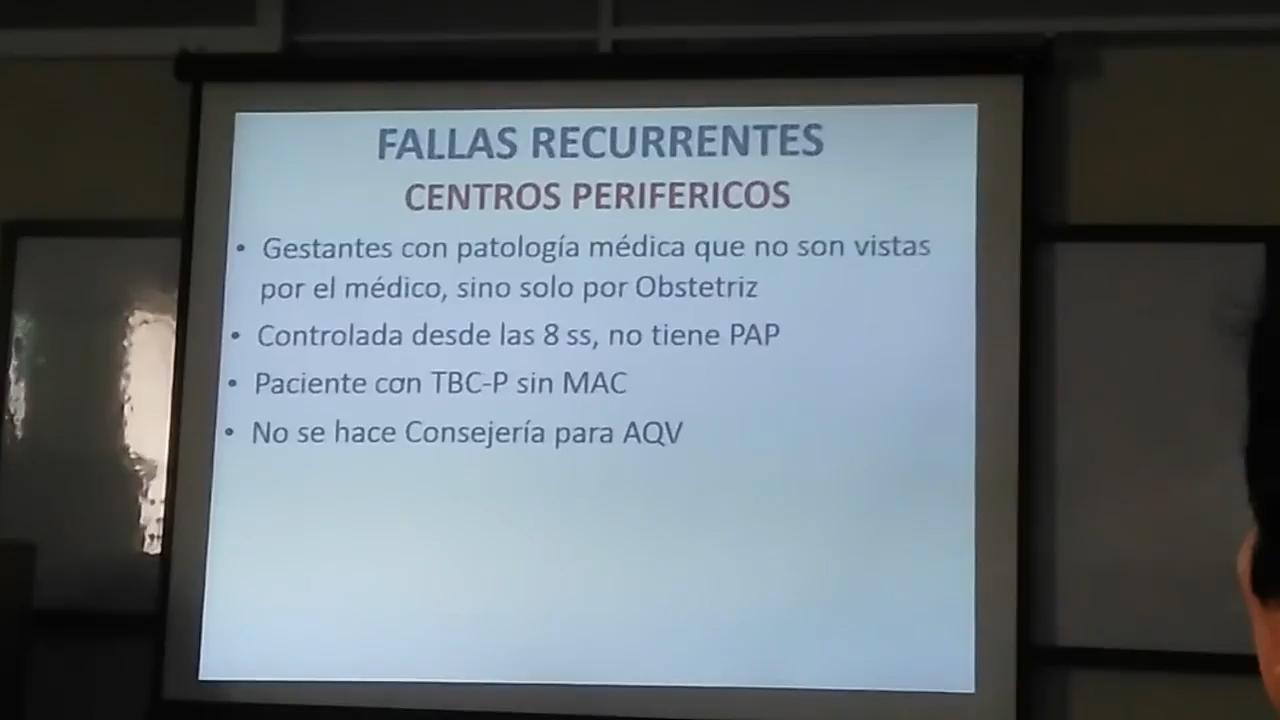 FALLAS RECURRENTES
CENTROS PERIFERICOS
• Gestantes con patología médica que no son vistas
por el médico, sino solo por Obstetriz
• Controlada desde las 8 ss, no tiene PAP
• Paciente con TBC-P sin MAC
• No se hace Consejería para AQV